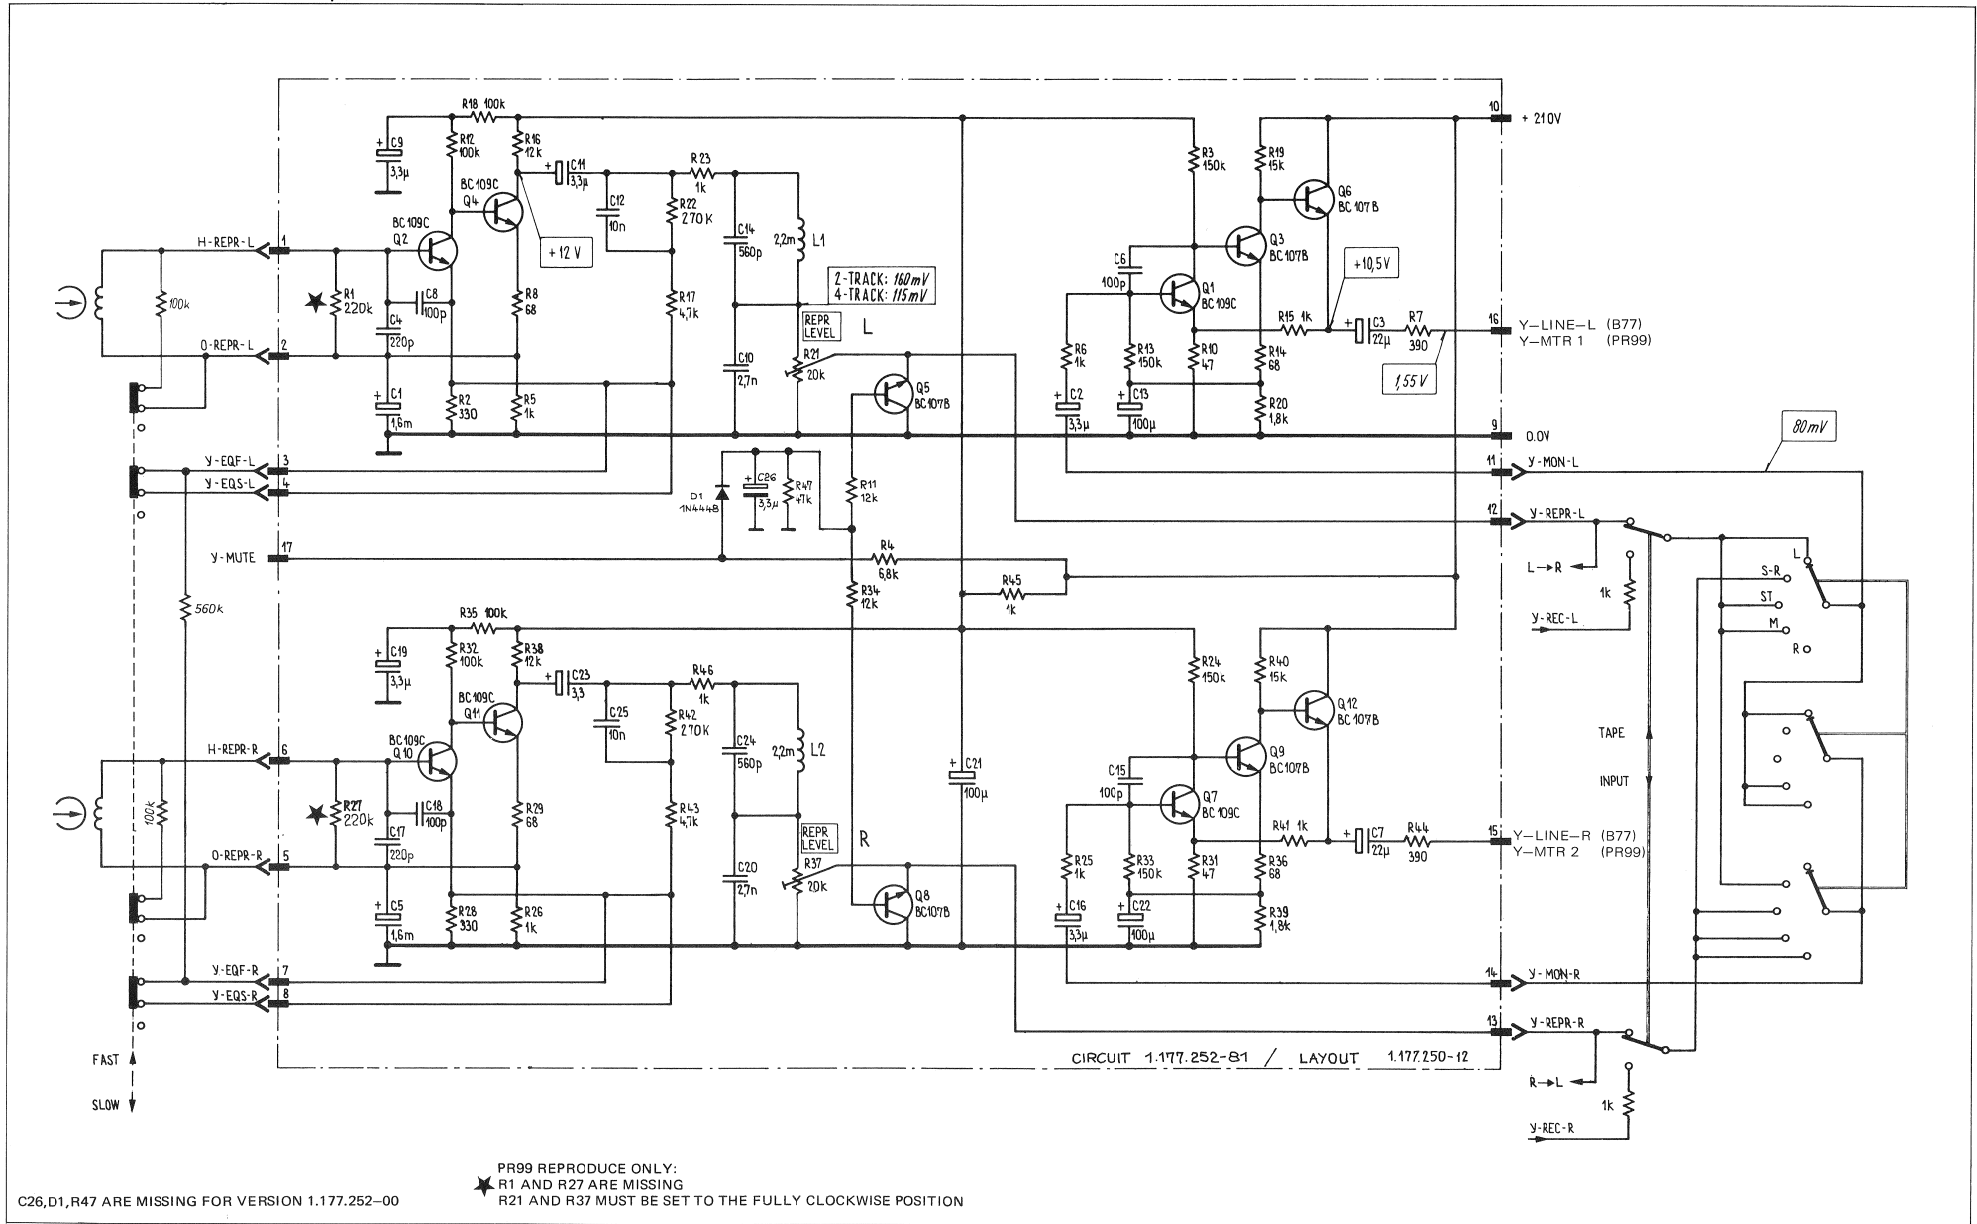 R18 100k
C9
3,3µ
R12
100k
R16
12k
BC109C
Q4
C11
3,3µ
R 23
1k
C12
10n
R22
270K
C14
560p
2,2m
L1
BC109C
Q2
+12 V
H-REPR-L
1
100k
R1
220k
C8
100p
C4
220p
R8
68
R17
4,7k
2-TRACK: 160mV
4-TRACK: 115mV
REPR
LEVEL
L
O-REPR-L
2
C10
2,7n
R21
20k
Q5
BC107B
C1
1,6m
R2
330
R5
1k
Y-EQF-L
3
Y-EQS-L
4
D1
1N4448
C26
3,3µ
R47
47k
R11
12k
Y-MUTE
17
R4
6,8k
R34
12k
R45
1k
560k
R3
150k
R19
15k
Q6
BC107B
Q3
BC107B
C6
100p
Q1
BC109C
+10,5V
R15 1k
C3
22µ
R7
390
R6
1k
R13
150k
R10
47
R14
68
1,55V
C2
3,3µ
C13
100µ
R20
1,8k
10
+ 210V
16
Y-LINE-L (B77)
Y-MTR 1 (PR99)
9
0.0V
80mV
11
Y-MON-L
12
Y-REPR-L
L→R
1k
Y-REC-L
L
S-R
ST
M
R
TAPE
INPUT
R35 100k
C19
3,3µ
R32
100k
R38
12k
BC109C
Q11
C23
3,3
R46
1k
C25
10n
R42
270K
C24
560p
2,2m
L2
BC109C
Q10
H-REPR-R
6
100k
R27
220k
C18
100p
C17
220p
R29
68
R43
4,7k
REPR
LEVEL
R
O-REPR-R
5
C20
2,7n
R37
20k
Q8
BC107B
C21
100µ
C5
1,6m
R28
330
R26
1k
Y-EQF-R
7
Y-EQS-R
8
R24
150k
R40
15k
Q12
BC107B
Q9
BC107B
C15
100p
Q7
BC109C
R41 1k
C7
22µ
R44
390
R25
1k
R33
150k
R31
47
R36
68
C16
3,3µ
C22
100µ
R39
1,8k
15
Y-LINE-R (B77)
Y-MTR 2 (PR99)
14
Y-MON-R
13
Y-REPR-R
R→L
1k
Y-REC-R
FAST
SLOW
CIRCUIT 1.177.252-81 / LAYOUT 1.177.250-12
PR99 REPRODUCE ONLY:
★ R1 AND R27 ARE MISSING
R21 AND R37 MUST BE SET TO THE FULLY CLOCKWISE POSITION
C26,D1,R47 ARE MISSING FOR VERSION 1.177.252-00